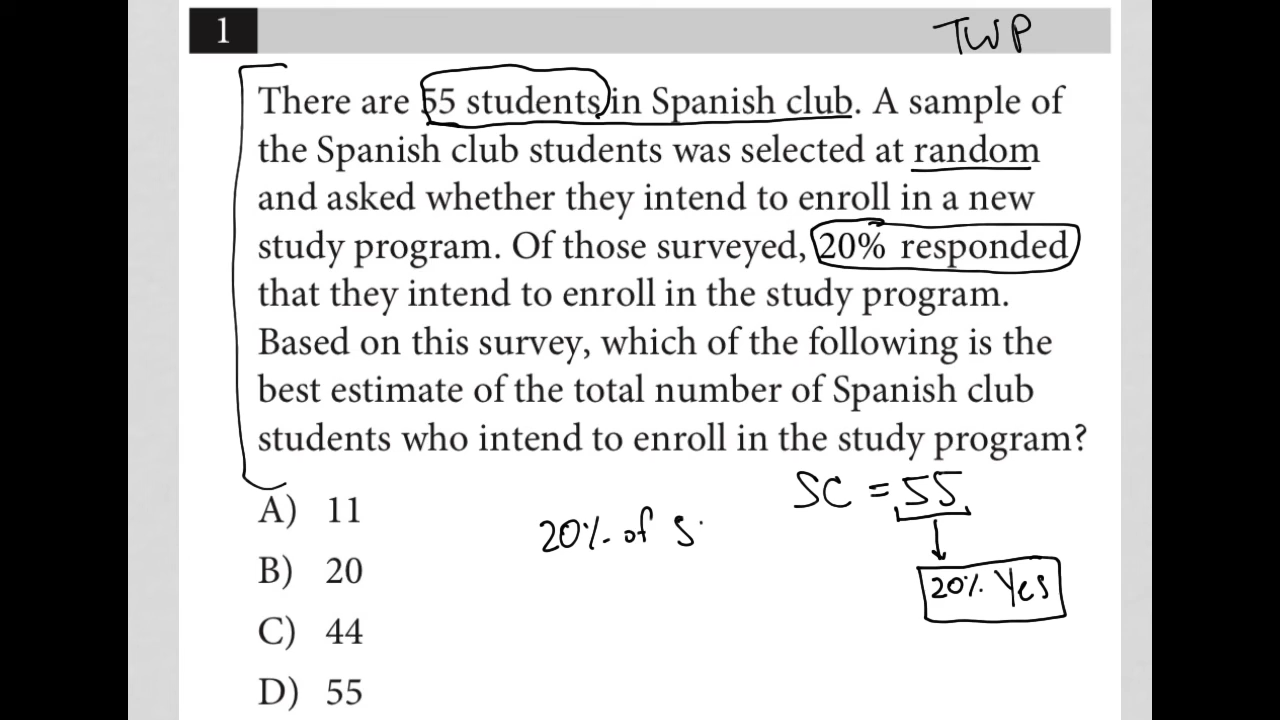 1
TWP
There are 55 students in Spanish club. A sample of
the Spanish club students was selected at random
and asked whether they intend to enroll in a new
study program. Of those surveyed, 20% responded
that they intend to enroll in the study program.
Based on this survey, which of the following is the
best estimate of the total number of Spanish club
students who intend to enroll in the study program?
SC = 55
A) 11
20% of
20% Yes
B) 20
C) 44
D) 55